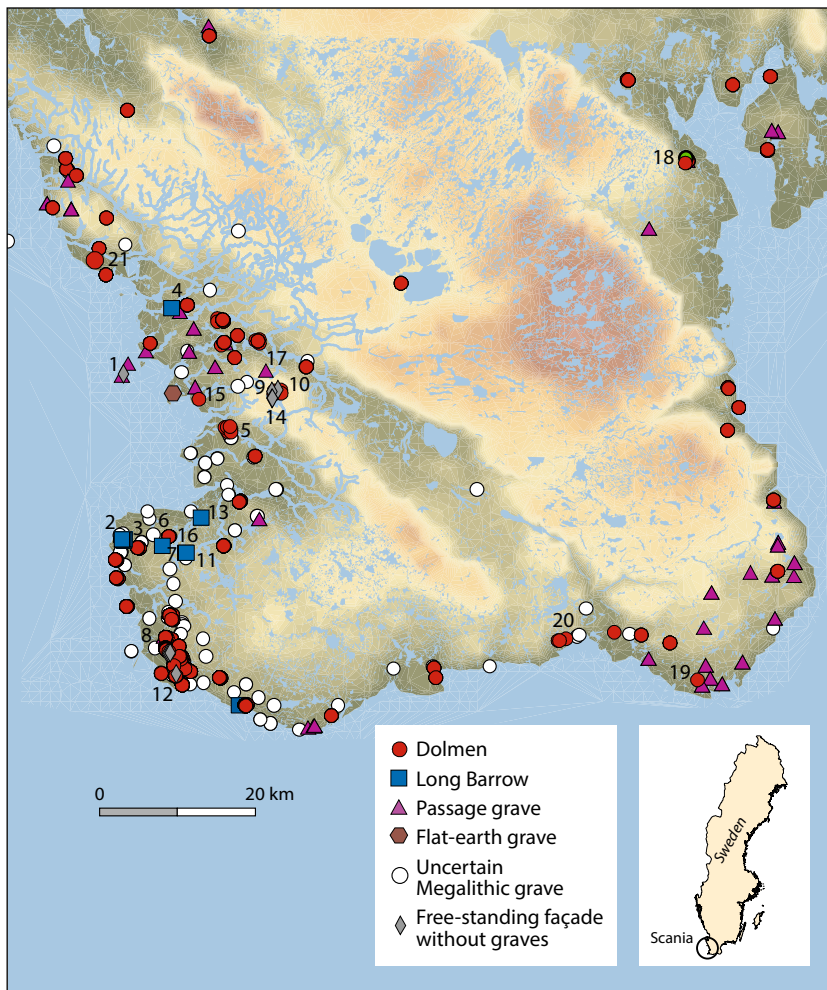 18
21
4
1
17
9
10
15
14
5
13
2
3
6
16
7
11
8
20
12
19
0
20 km
Dolmen
Long Barrow
Passage grave
Flat-earth grave
Uncertain
Megalithic grave
Free-standing façade
without graves
Sweden
Scania